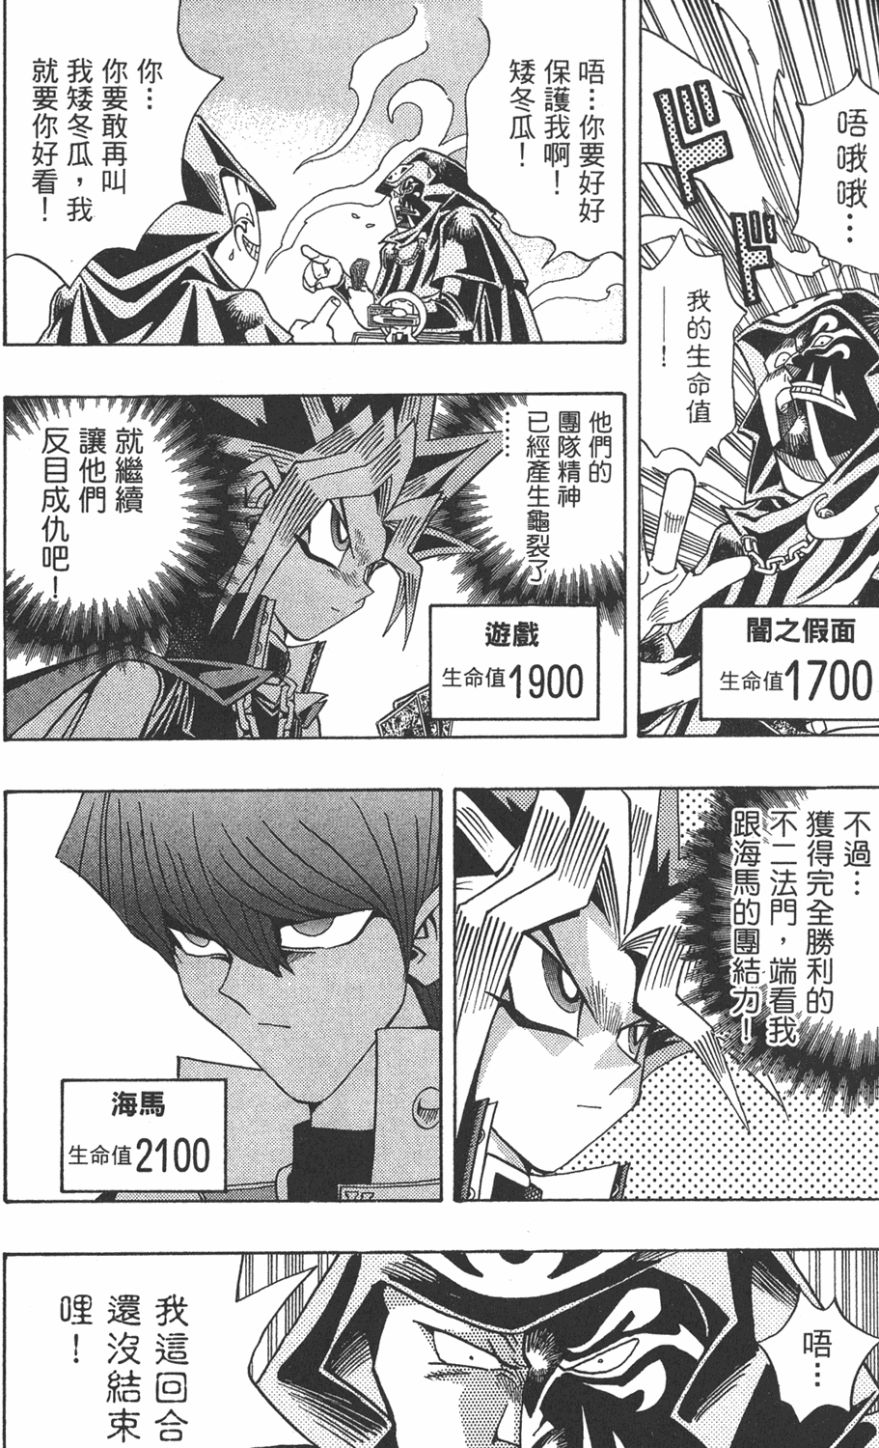 唔哦哦…
我的生命值
──！
闇之假面
生命值1700
唔…你要好好
保護我啊！
矮冬瓜！
你…
你要敢再叫
我矮冬瓜，我
就要你好看！
他們的
團隊精神
已經產生龜裂了
……
就繼續
讓他們
反目成仇吧！
遊戲
生命值1900
不過…
獲得完全勝利的
不二法門，端看我
跟海馬的團結力！
海馬
生命值2100
唔…
我這回合
還沒結束
哩！